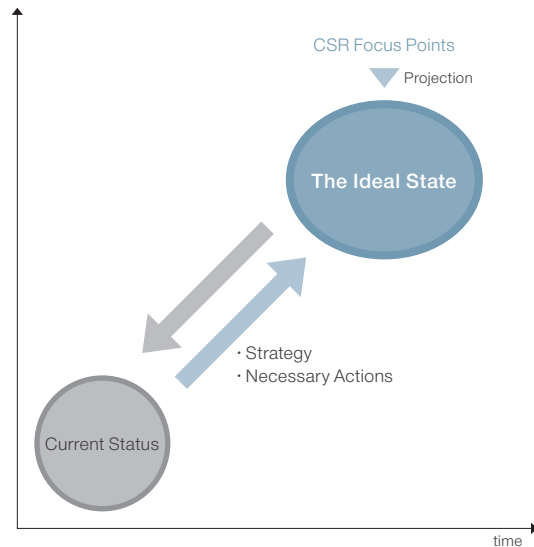 CSR Focus Points
Projection
The Ideal State
・Strategy
・Necessary Actions
Current Status
time